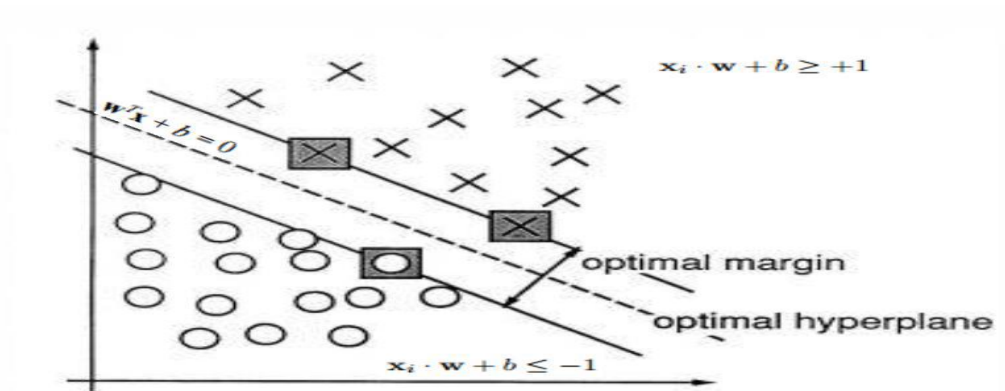 𝐱ᵢ · 𝐰 + b ≥ +1
𝒘ᵀ𝐱 + b = 0
optimal margin
optimal hyperplane
𝐱ᵢ · 𝐰 + b ≤ −1